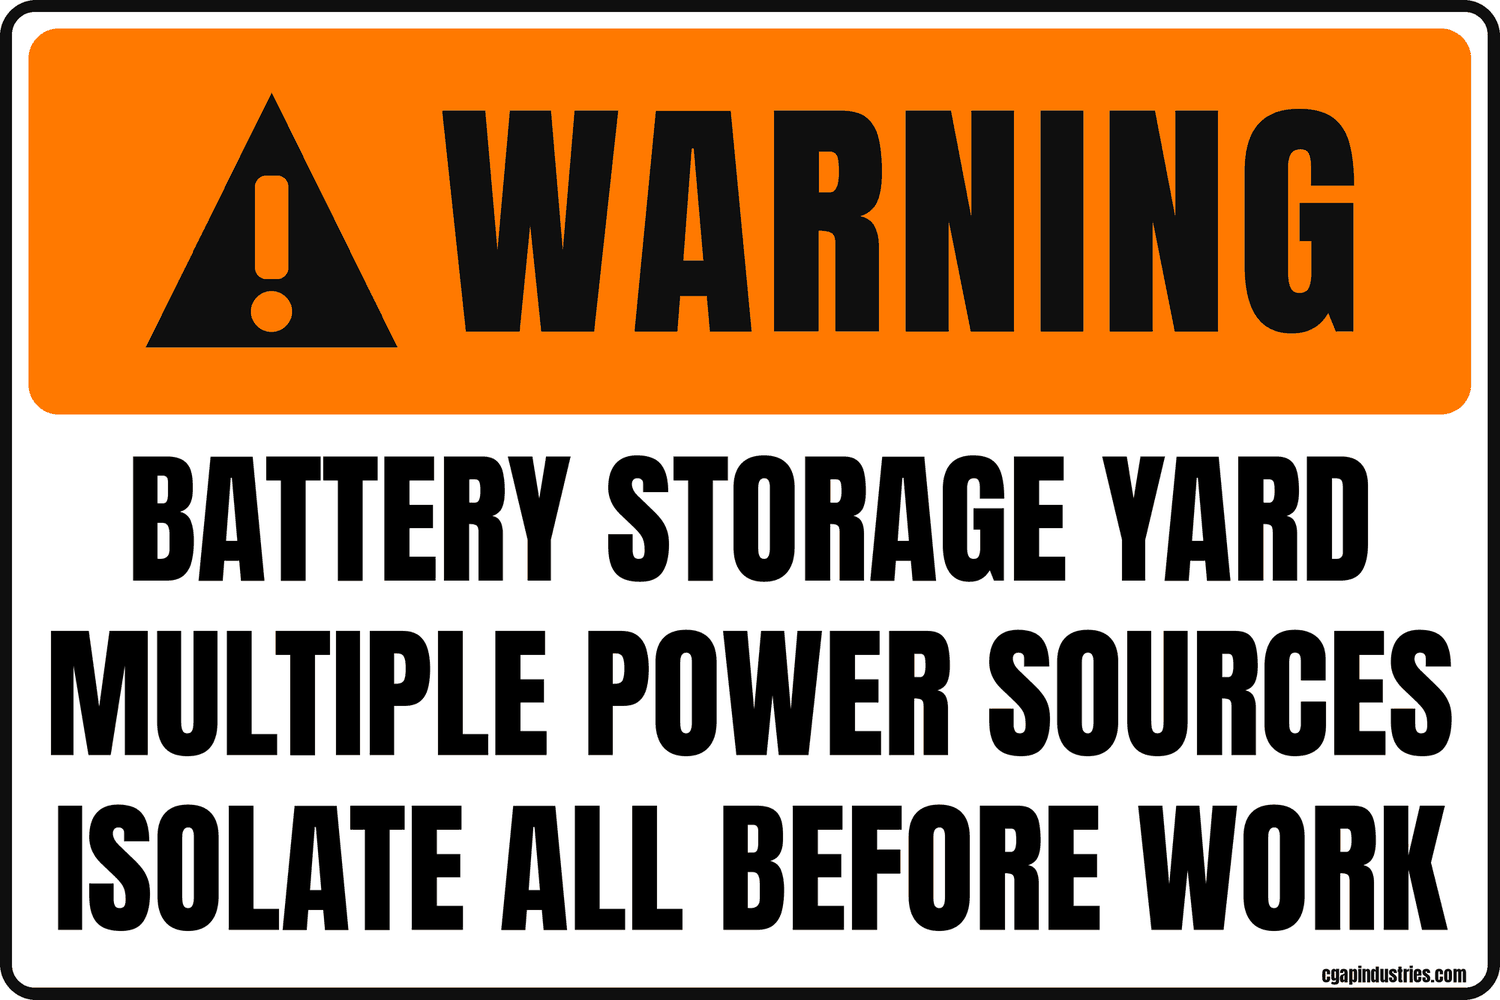 WARNING
BATTERY STORAGE YARD
MULTIPLE POWER SOURCES
ISOLATE ALL BEFORE WORK
cgapindustries.com